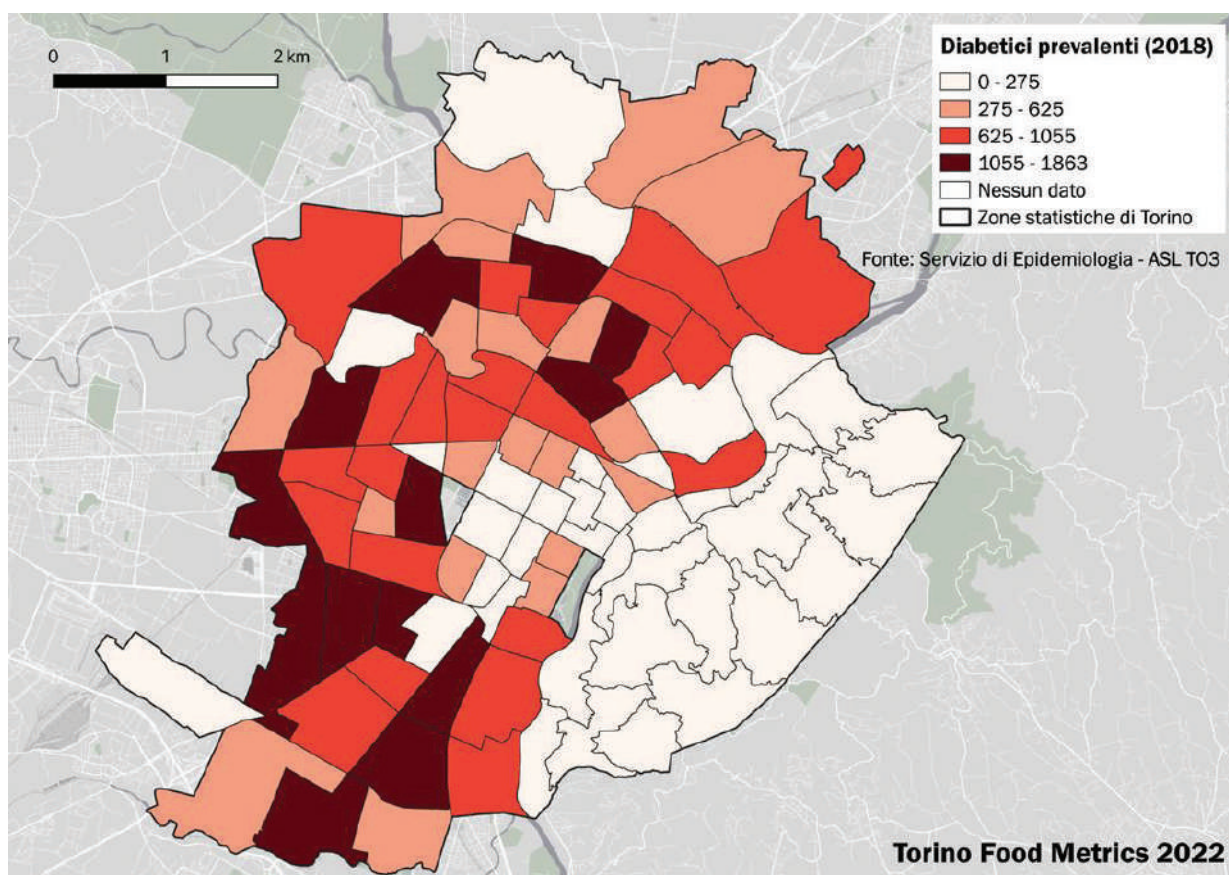 0 1 2 km
Diabetici prevalenti (2018)
0 - 275
275 - 625
625 - 1055
1055 - 1863
Nessun dato
Zone statistiche di Torino
Fonte: Servizio di Epidemiologia - ASL TO3
Torino Food Metrics 2022